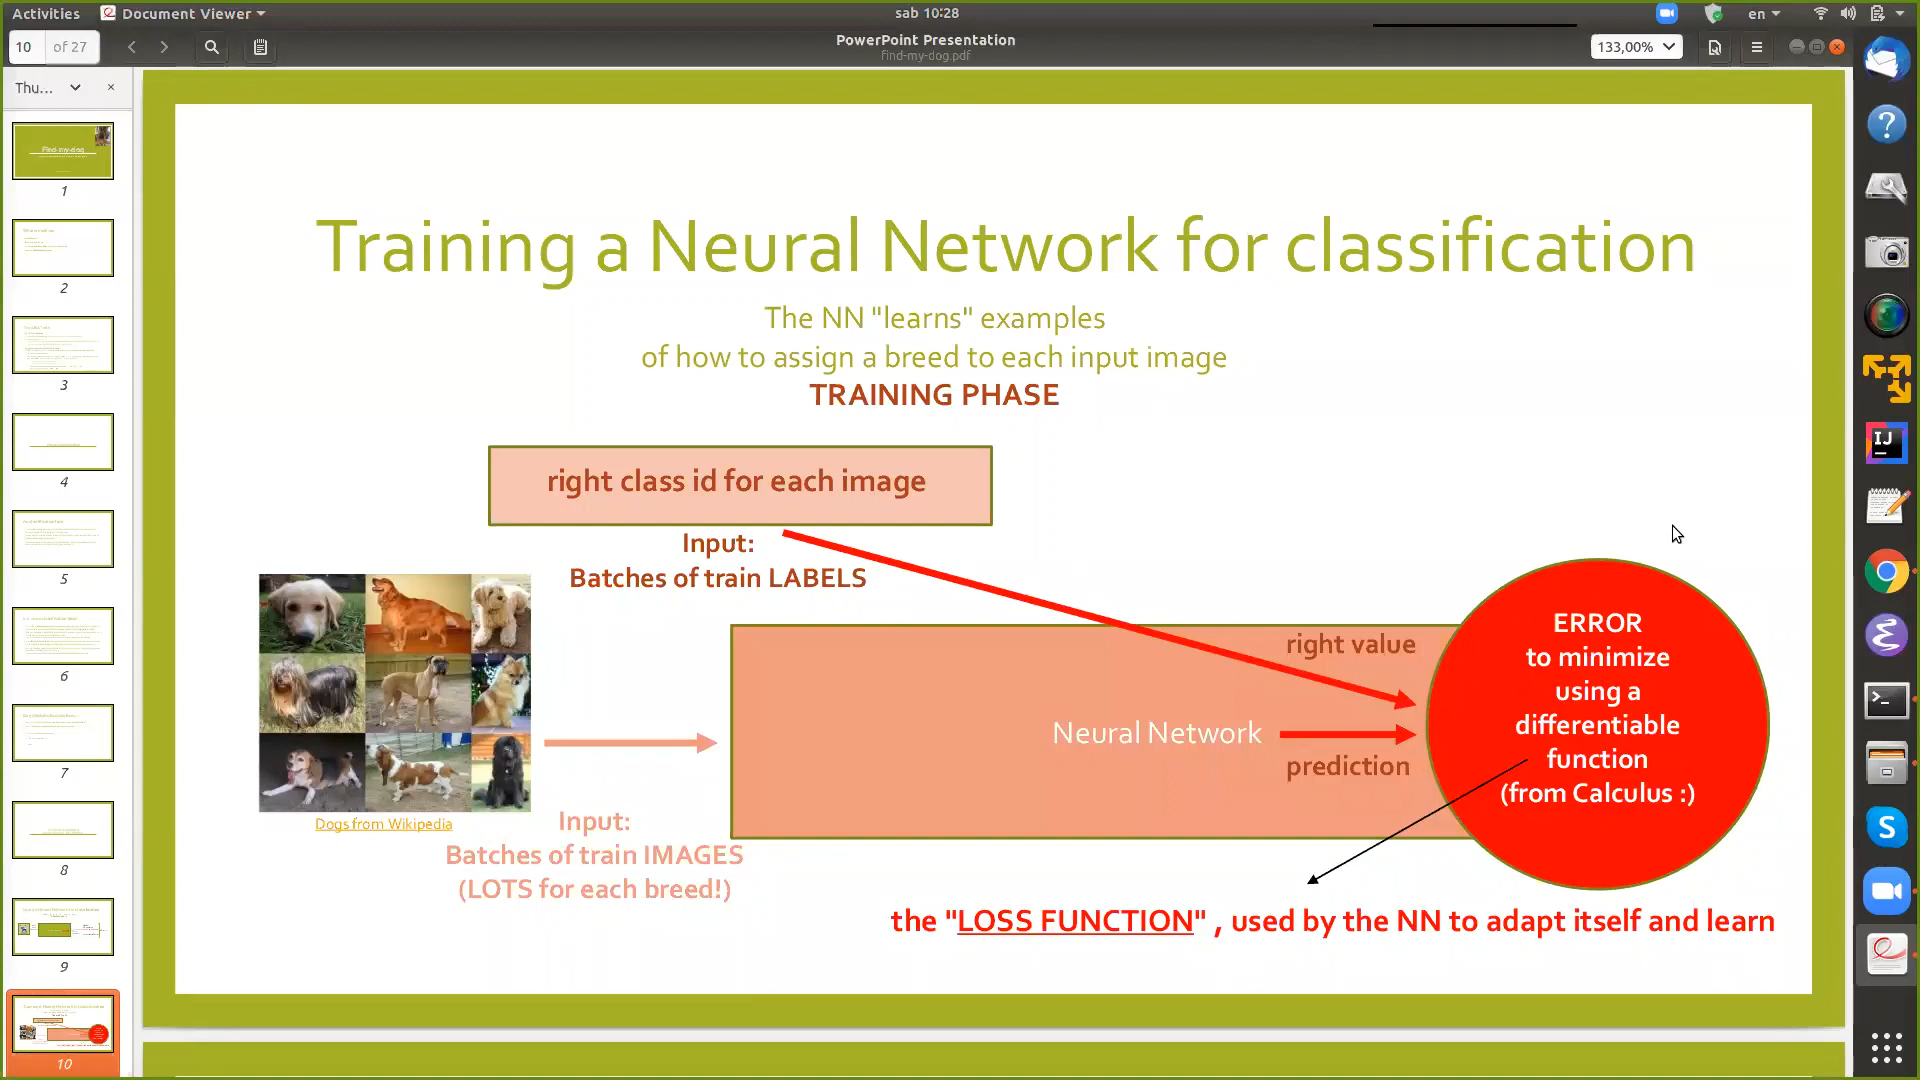 Activities
Document Viewer
sab 10:28
en
10
of 27
PowerPoint Presentation
find-my-dog.pdf
133,00%
Thu...
Find-my-dog
1
2
3
4
5
6
7
8
9
10
Training a Neural Network for classification
The NN "learns" examples
of how to assign a breed to each input image
TRAINING PHASE
right class id for each image
Input:
Batches of train LABELS
right value
Neural Network
prediction
ERROR
to minimize
using a
differentiable
function
(from Calculus :)
Dogs from Wikipedia
Input:
Batches of train IMAGES
(LOTS for each breed!)
the "LOSS FUNCTION" , used by the NN to adapt itself and learn